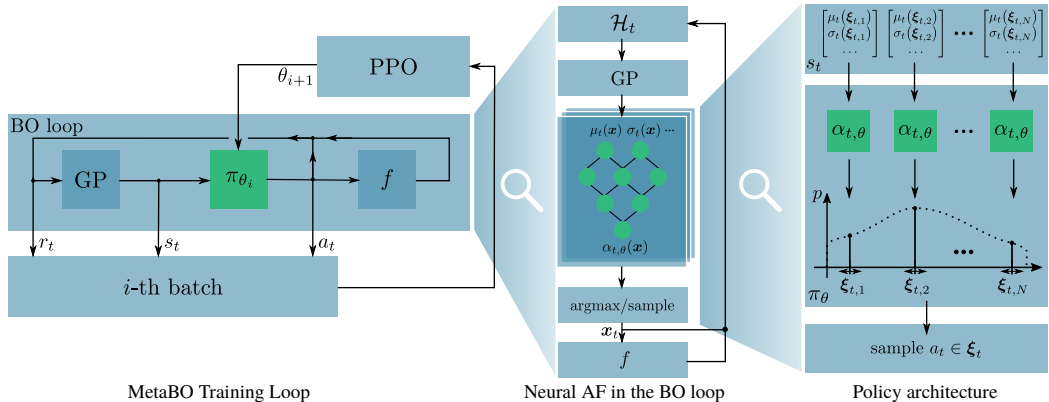 PPO
θ_{i+1}
BO loop
GP
π_{θ_i}
f
r_t
s_t
a_t
i-th batch
MetaBO Training Loop
ℋ_t
GP
μ_t(x) σ_t(x) ···
α_{t,θ}(x)
argmax/sample
x_t
f
Neural AF in the BO loop
μ_t(ξ_{t,1}) μ_t(ξ_{t,2}) μ_t(ξ_{t,N})
σ_t(ξ_{t,1}) σ_t(ξ_{t,2}) ··· σ_t(ξ_{t,N})
··· ··· ···
s_t
α_{t,θ} α_{t,θ} ··· α_{t,θ}
p
···
π_θ ξ_{t,1} ξ_{t,2} ξ_{t,N}
sample a_t ∈ ξ_t
Policy architecture